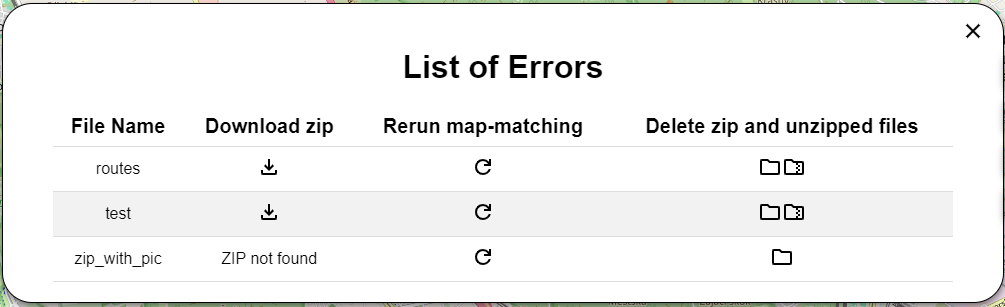 List of Errors
File Name Download zip Rerun map-matching Delete zip and unzipped files
routes
test
zip_with_pic ZIP not found